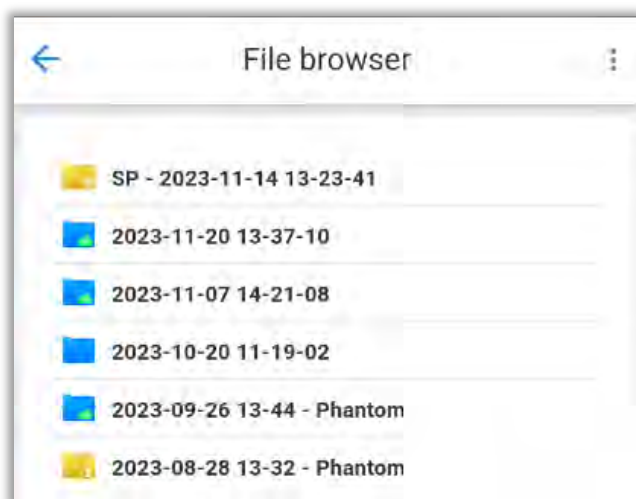 File browser
SP - 2023-11-14 13-23-41
2023-11-20 13-37-10
2023-11-07 14-21-08
2023-10-20 11-19-02
2023-09-26 13-44 - Phantom
2023-08-28 13-32 - Phantom